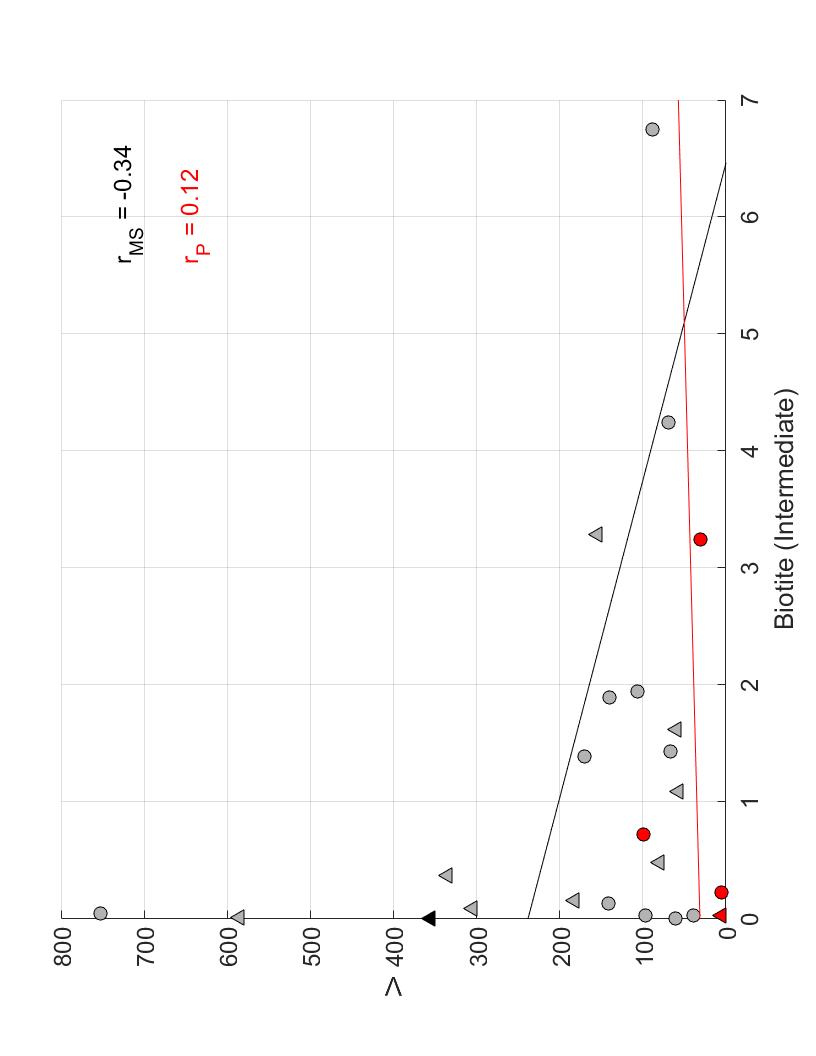 800
700
600
500
400
300
200
100
0
V
r_MS = -0.34
r_P = 0.12
0 1 2 3 4 5 6 7
Biotite (Intermediate)